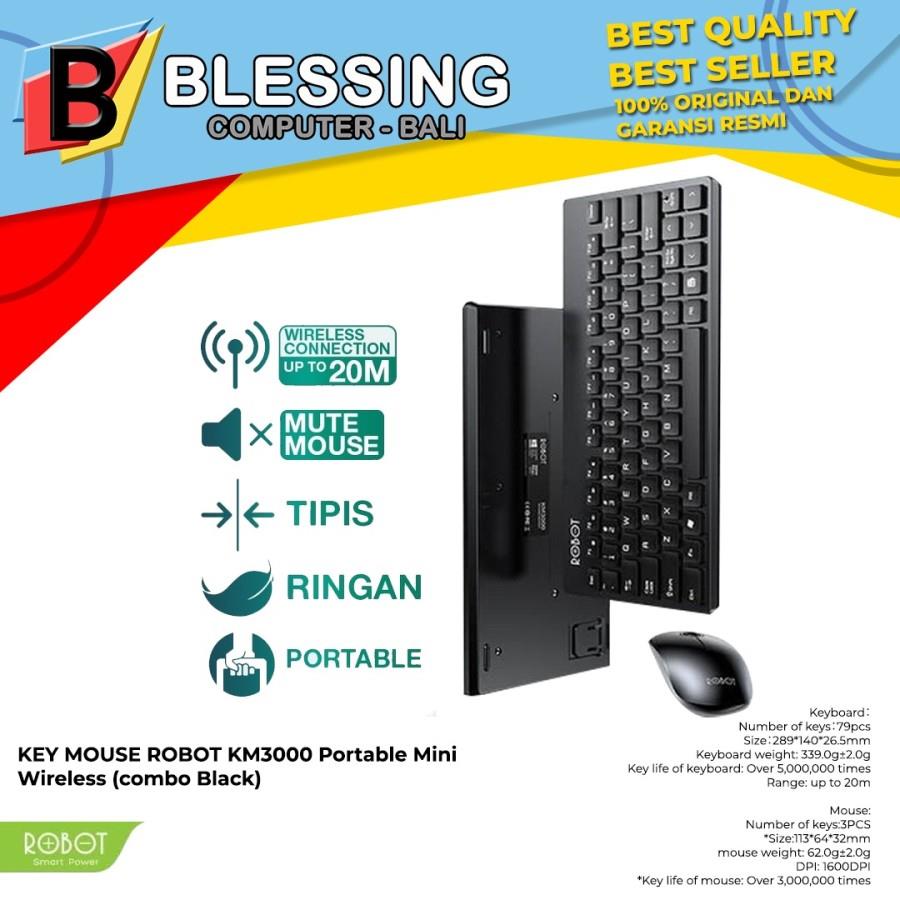 B BLESSING
COMPUTER - BALI
BEST QUALITY
BEST SELLER
100% ORIGINAL DAN
GARANSI RESMI
WIRELESS
CONNECTION
UP TO 20M
MUTE
MOUSE
TIPIS
RINGAN
PORTABLE
ROBOT
KM3000
ROBOT
ROBOT
KEY MOUSE ROBOT KM3000 Portable Mini
Wireless (combo Black)
ROBOT
Smart Power
Keyboard:
Number of keys:79pcs
Size:289*140*26.5mm
Keyboard weight: 339.0g±2.0g
Key life of keyboard: Over 5,000,000 times
Range: up to 20m
Mouse:
Number of keys:3PCS
*Size:113*64*32mm
mouse weight: 62.0g±2.0g
DPI: 1600DPI
*Key life of mouse: Over 3,000,000 times